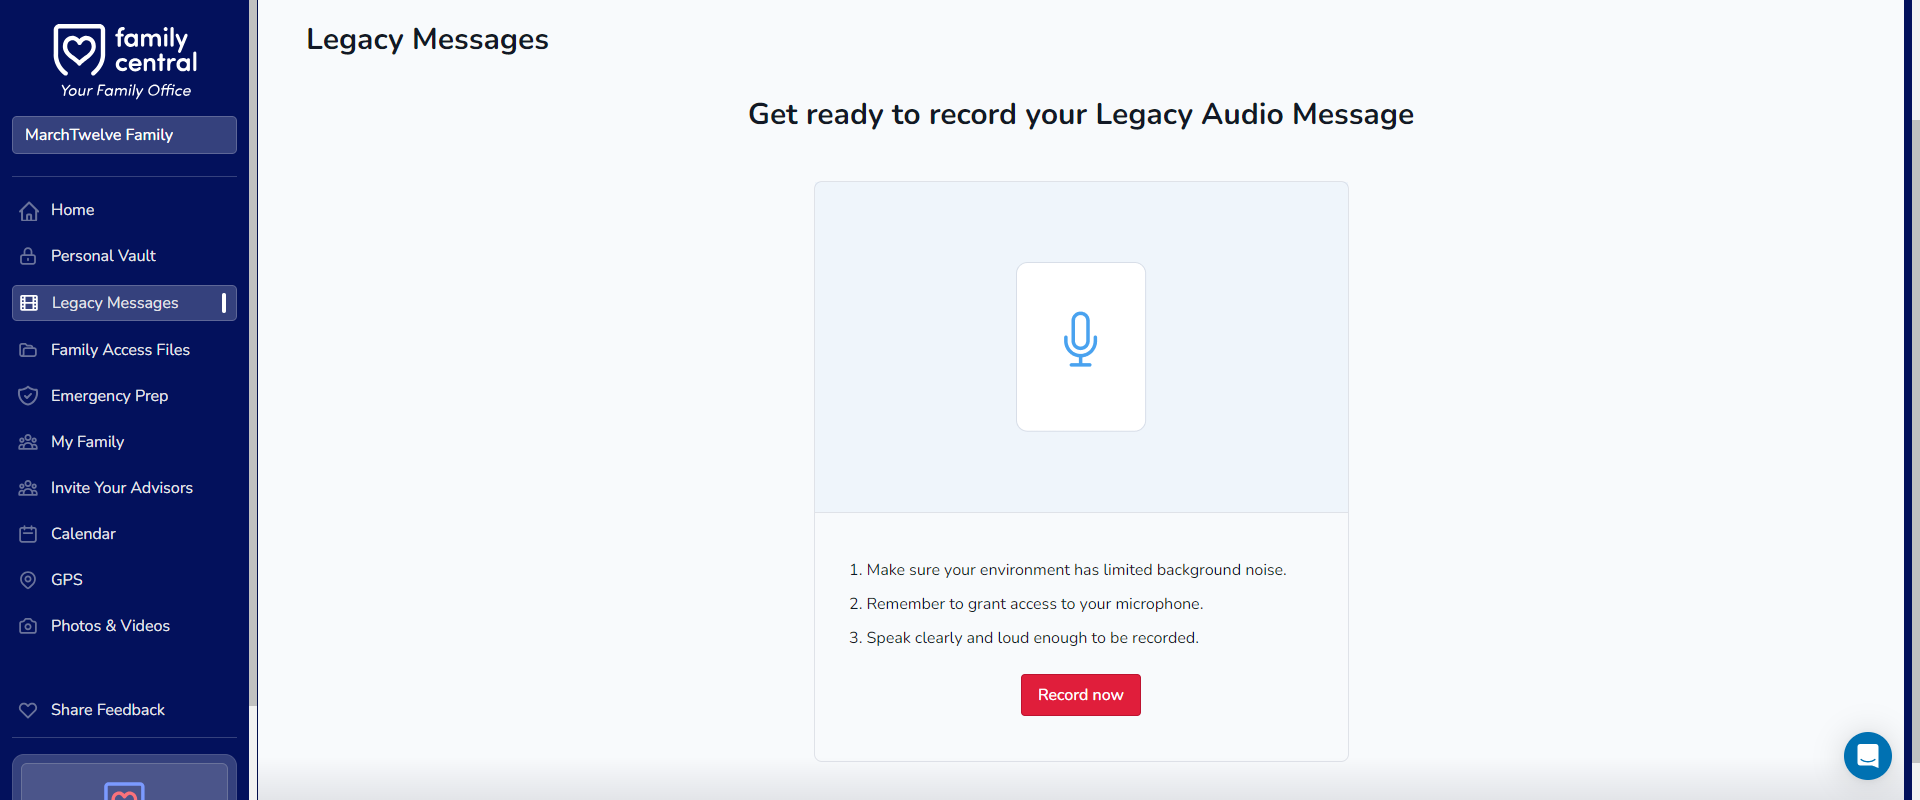 family
central
Your Family Office
MarchTwelve Family
Home
Personal Vault
Legacy Messages
Family Access Files
Emergency Prep
My Family
Invite Your Advisors
Calendar
GPS
Photos & Videos
Share Feedback
Legacy Messages
Get ready to record your Legacy Audio Message
1. Make sure your environment has limited background noise.
2. Remember to grant access to your microphone.
3. Speak clearly and loud enough to be recorded.
Record now